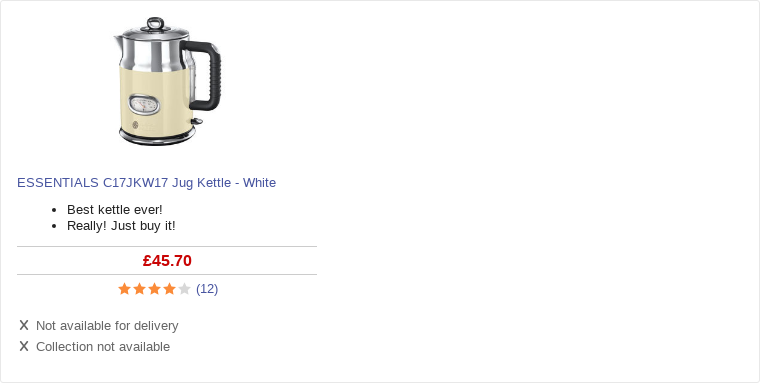 ESSENTIALS C17JKW17 Jug Kettle - White
• Best kettle ever!
• Really! Just buy it!
£45.70
(12)
X Not available for delivery
X Collection not available